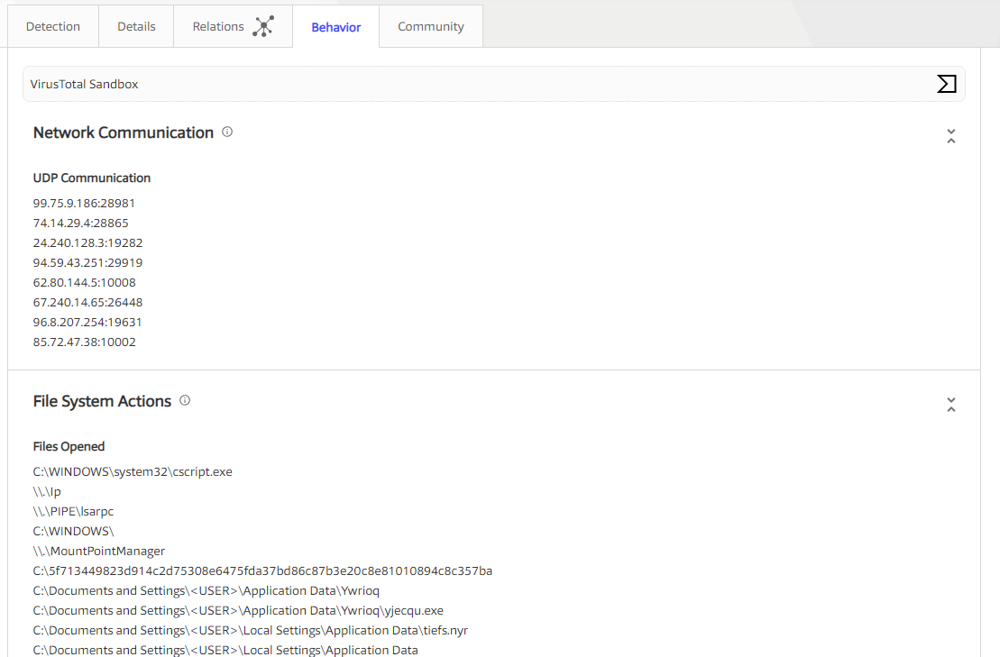 Detection
Details
Relations
Behavior
Community
VirusTotal Sandbox
Network Communication
UDP Communication
99.75.9.186:28981
74.14.29.4:28865
24.240.128.3:19282
94.59.43.251:29919
62.80.144.5:10008
67.240.14.65:26448
96.8.207.254:19631
85.72.47.38:10002
File System Actions
Files Opened
C:\WINDOWS\system32\cscript.exe
\\.\Ip
\\.\PIPE\lsarpc
C:\WINDOWS\
\\.\MountPointManager
C:\5f713449823d914c2d75308e6475fda37bd86c87b3e20c8e81010894c8c357ba
C:\Documents and Settings\<USER>\Application Data\Ywrioq
C:\Documents and Settings\<USER>\Application Data\Ywrioq\yjecqu.exe
C:\Documents and Settings\<USER>\Local Settings\Application Data\tiefs.nyr
C:\Documents and Settings\<USER>\Local Settings\Application Data